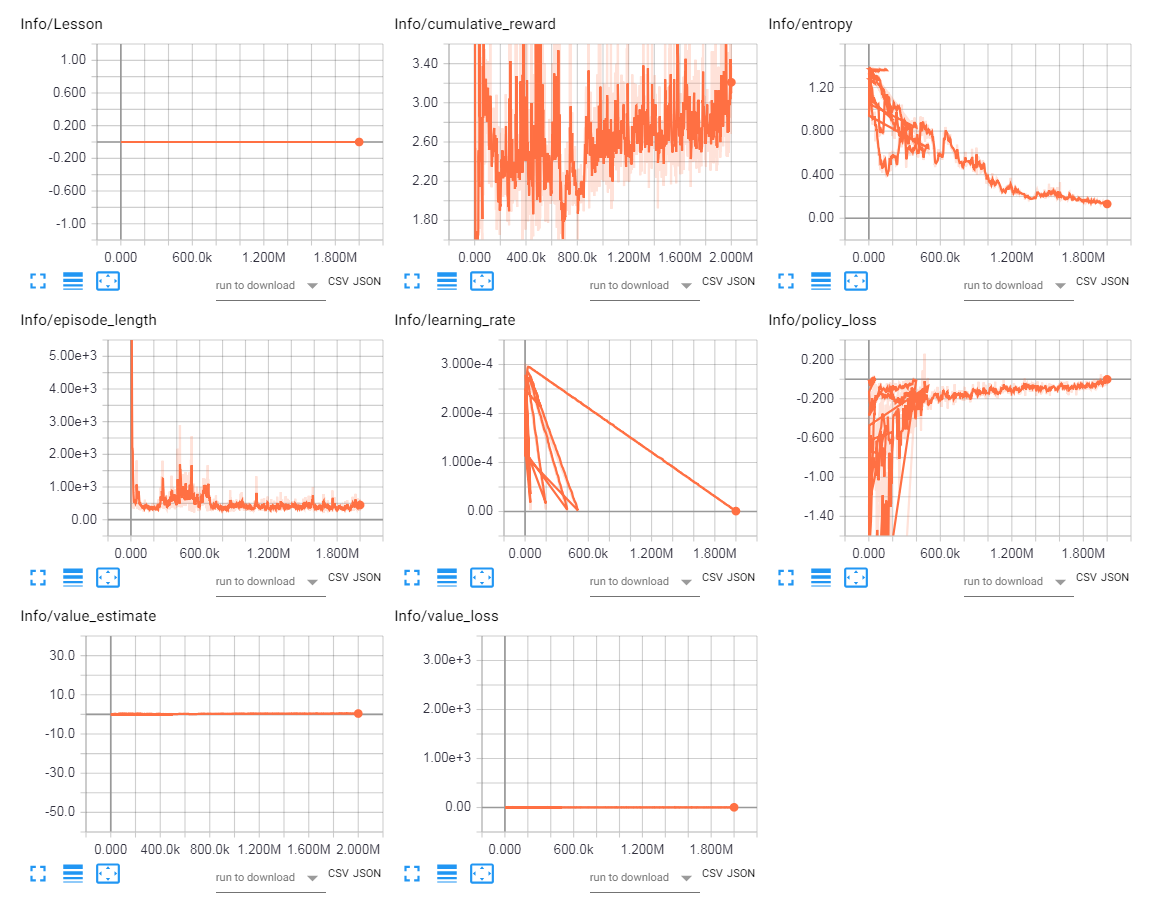 Info/Lesson
1.00
0.600
0.200
-0.200
-0.600
-1.00
0.000 600.0k 1.200M 1.800M
run to download CSV JSON
Info/cumulative_reward
3.40
3.00
2.60
2.20
1.80
0.000 400.0k 800.0k 1.200M 1.600M 2.000M
run to download CSV JSON
Info/entropy
1.20
0.800
0.400
0.00
0.000 600.0k 1.200M 1.800M
run to download CSV JSON
Info/episode_length
5.00e+3
4.00e+3
3.00e+3
2.00e+3
1.00e+3
0.00
0.000 600.0k 1.200M 1.800M
run to download CSV JSON
Info/learning_rate
3.000e-4
2.000e-4
1.000e-4
0.00
0.000 600.0k 1.200M 1.800M
run to download CSV JSON
Info/policy_loss
0.200
-0.200
-0.600
-1.00
-1.40
0.000 600.0k 1.200M 1.800M
run to download CSV JSON
Info/value_estimate
30.0
10.0
-10.0
-30.0
-50.0
0.000 400.0k 800.0k 1.200M 1.600M 2.000M
run to download CSV JSON
Info/value_loss
3.00e+3
2.00e+3
1.00e+3
0.00
0.000 600.0k 1.200M 1.800M
run to download CSV JSON